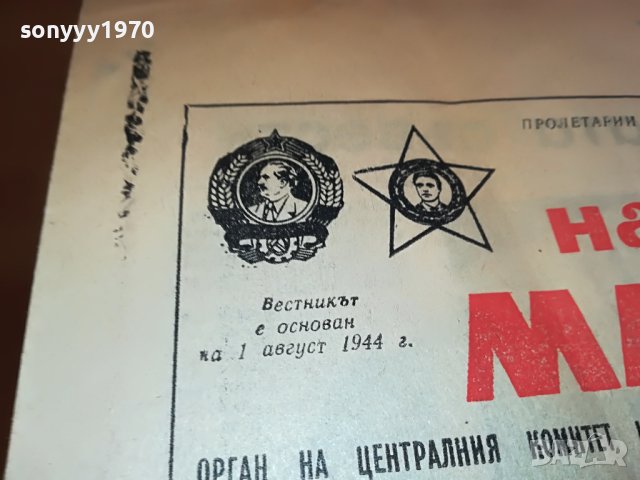 sonyyy1970
ПРОЛЕТАРИИ
на
Вестникът
е основан
на 1 август 1944 г.
ОРГАН НА ЦЕНТРАЛНИЯ КОМИТЕТ